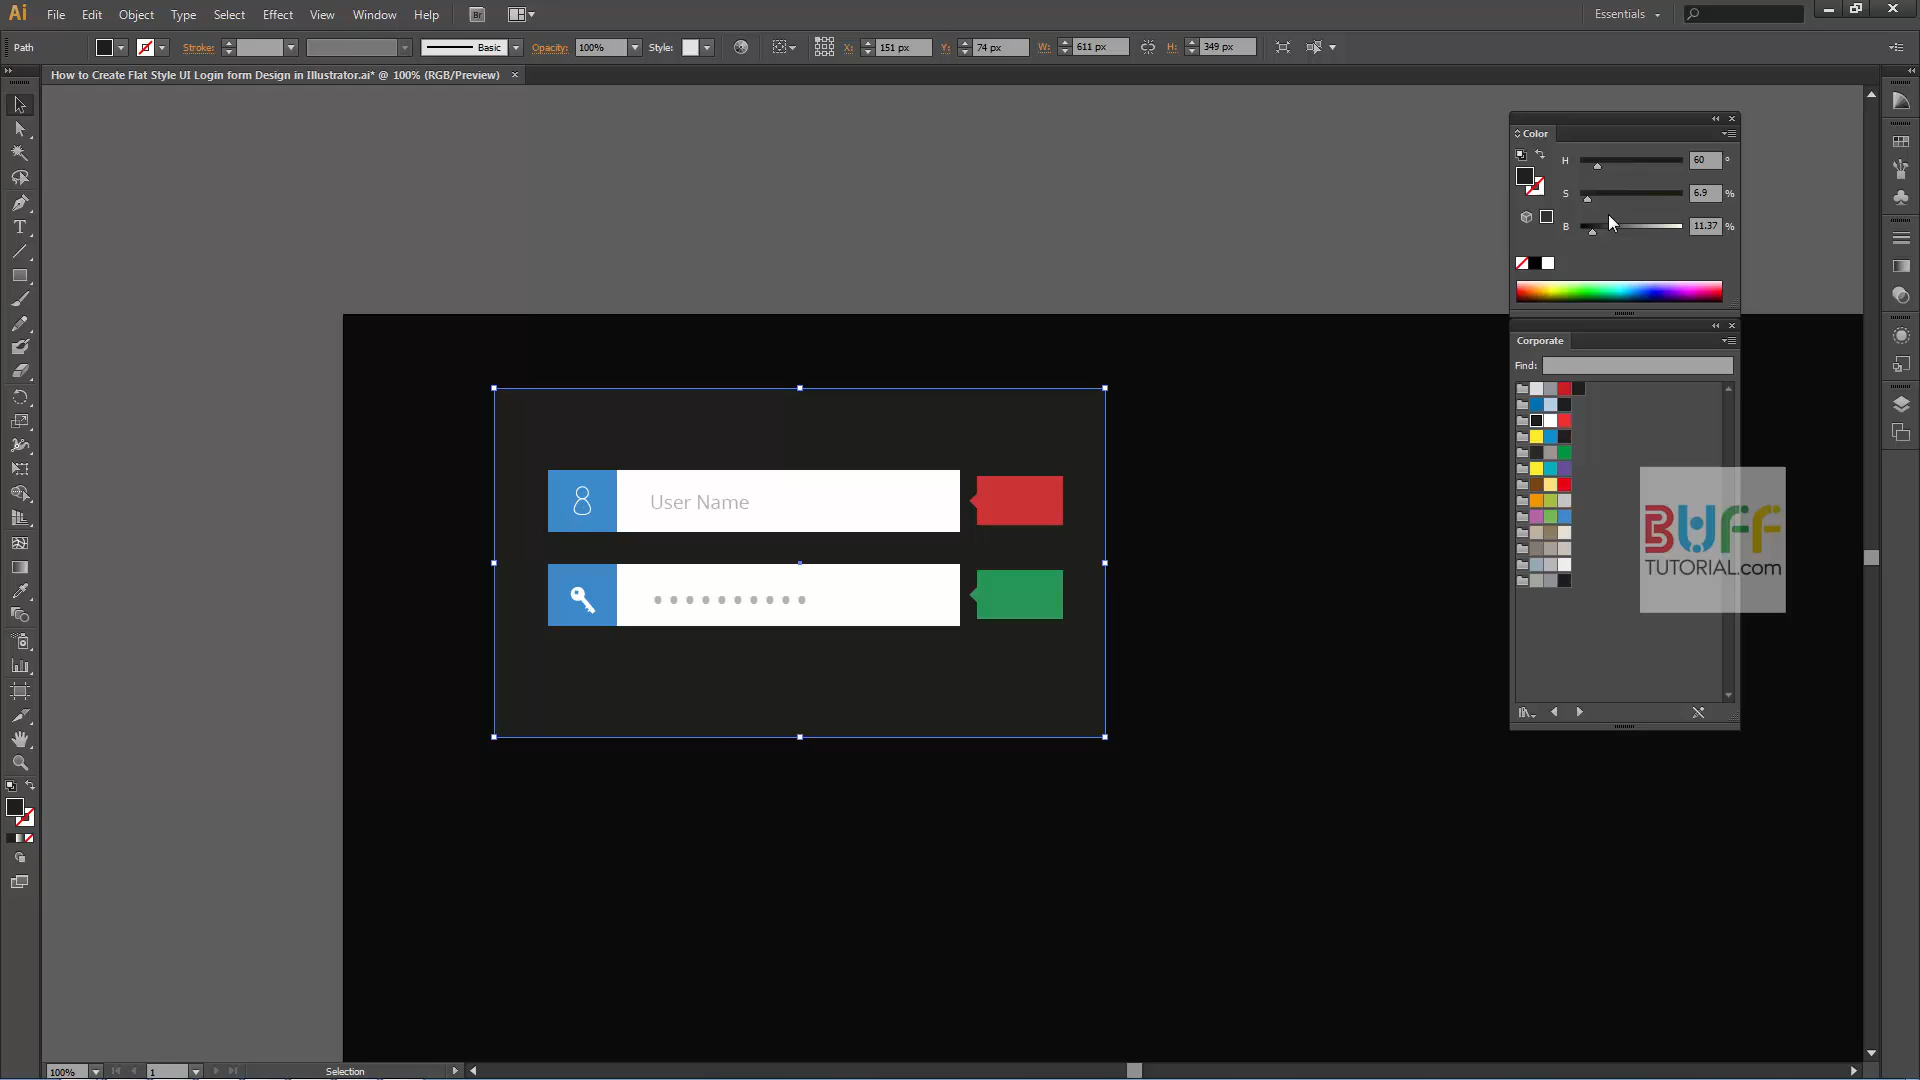 Ai File Edit Object Type Select Effect View Window Help Br Essentials
Path Stroke: Basic Opacity: 100% Style: X: 151 px Y: 74 px W: 611 px H: 349 px
How to Create Flat Style UI Login form Design in Illustrator.ai* @ 100% (RGB/Preview)
Color
H 60 °
S 6.9 %
B 11.37 %
Corporate
Find:
User Name
BUFF
TUTORIAL.com
100% 1 Selection